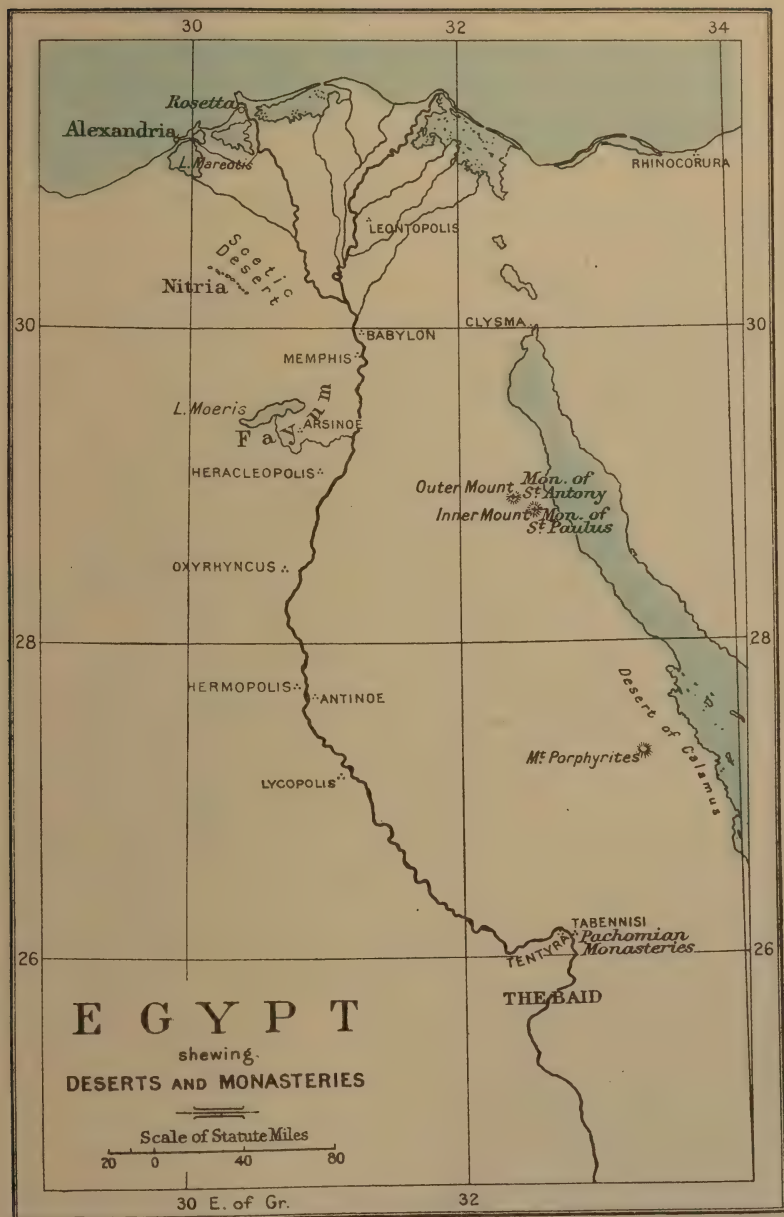 30
32
34
Rosetta
Alexandria
L. Mareotis
RHINOCORURA
LEONTOPOLIS
Scetic
Desert
Nitria
30
BABYLON
CLYSMA
30
MEMPHIS
L. Moeris
Fayum
ARSINOE
HERACLEOPOLIS
Outer Mount
Mon. of
St. Antony
Inner Mount
Mon. of
St. Paulus
OXYRHYNCUS
28
28
HERMOPOLIS
ANTINOE
Desert of Calamus
Mt. Porphyrites
LYCOPOLIS
TABENNISI
Pachomian
Monasteries
TENTYRA
26
26
THE BAID
EGYPT
shewing
DESERTS AND MONASTERIES
Scale of Statute Miles
20 0 40 80
30 E. of Gr.
32